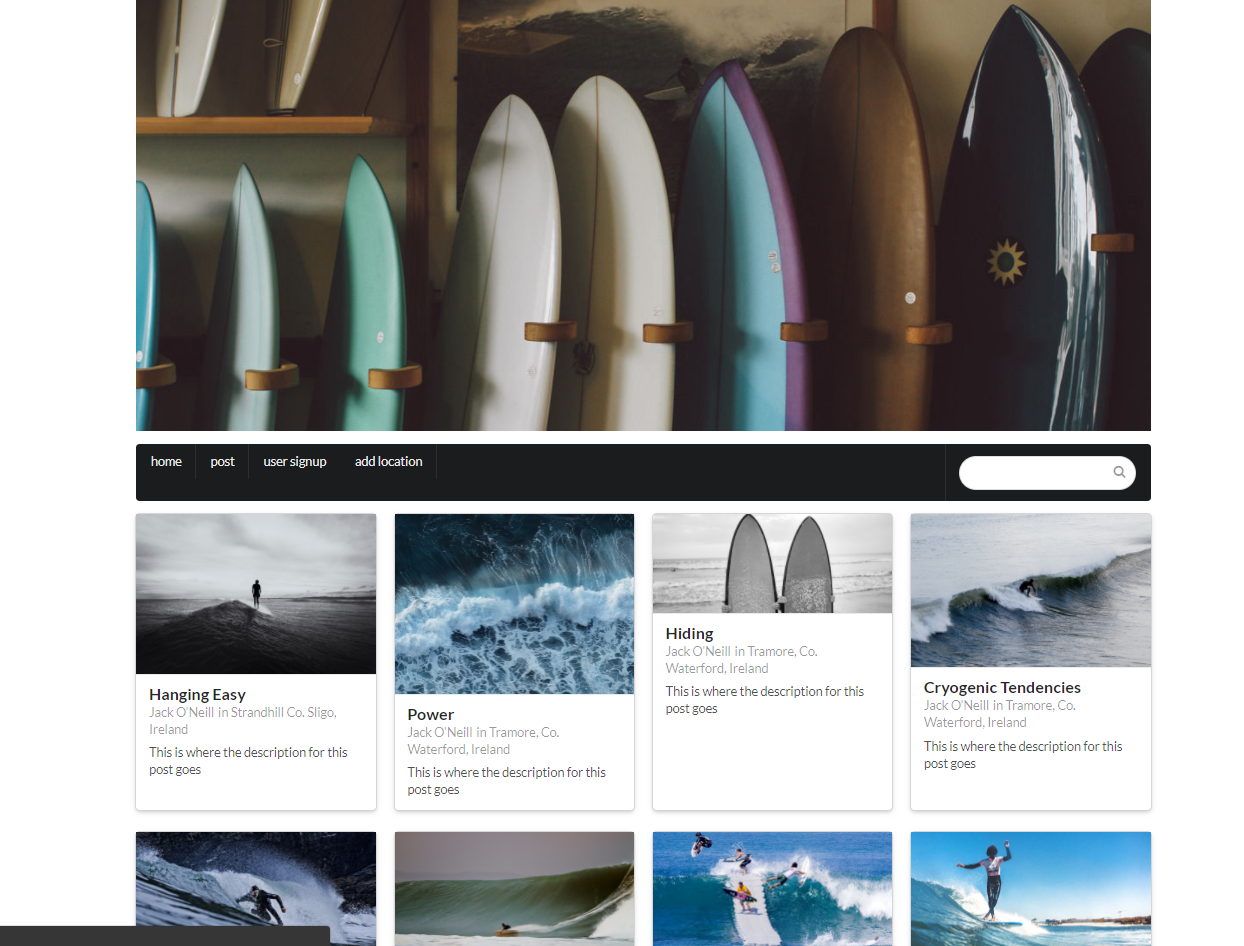 home
post
user signup
add location
Hanging Easy
Jack O'Neill in Strandhill Co. Sligo,
Ireland
This is where the description for this
post goes
Power
Jack O'Neill in Tramore, Co.
Waterford, Ireland
This is where the description for this
post goes
Hiding
Jack O'Neill in Tramore, Co.
Waterford, Ireland
This is where the description for this
post goes
Cryogenic Tendencies
Jack O'Neill in Tramore, Co.
Waterford, Ireland
This is where the description for this
post goes